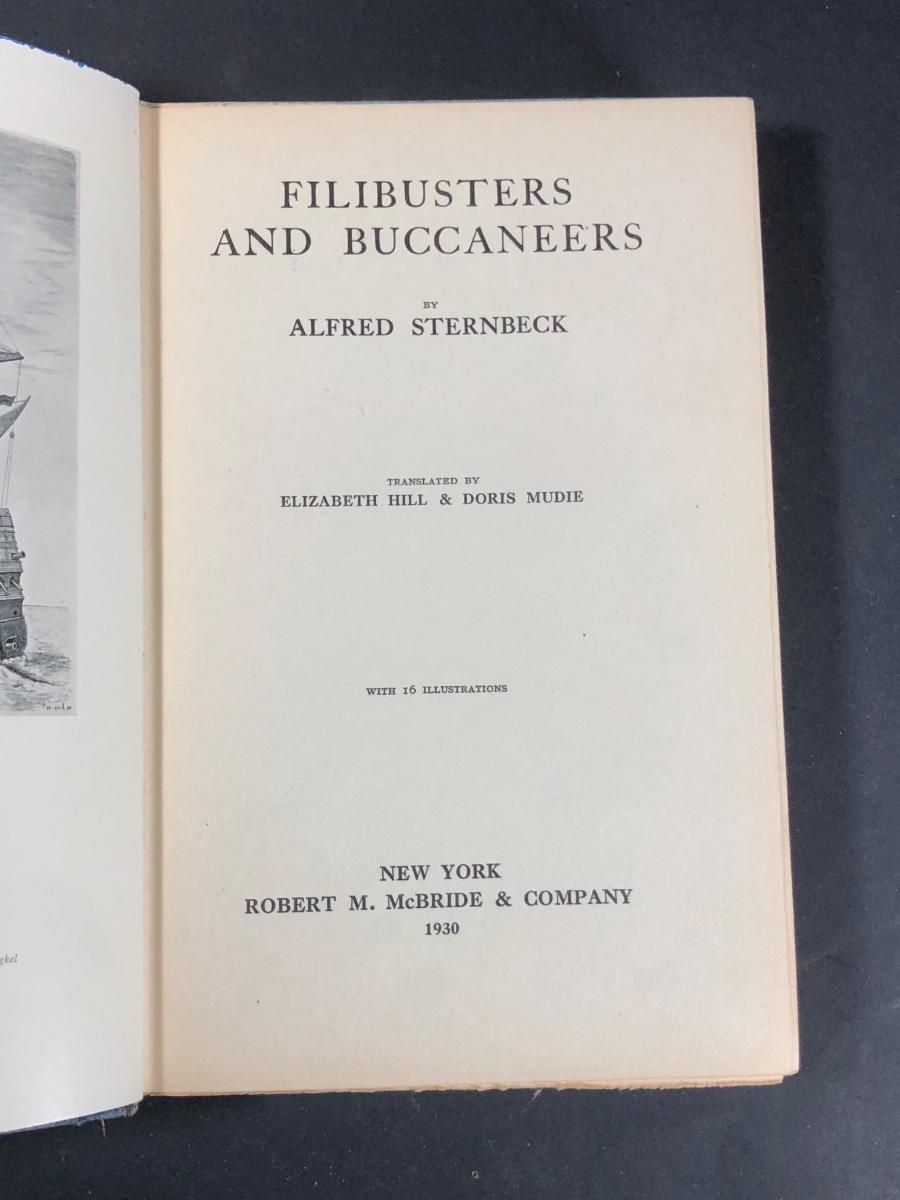 FILIBUSTERS
AND BUCCANEERS
BY
ALFRED STERNBECK
TRANSLATED BY
ELIZABETH HILL & DORIS MUDIE
WITH 16 ILLUSTRATIONS
NEW YORK
ROBERT M. McBRIDE & COMPANY
1930